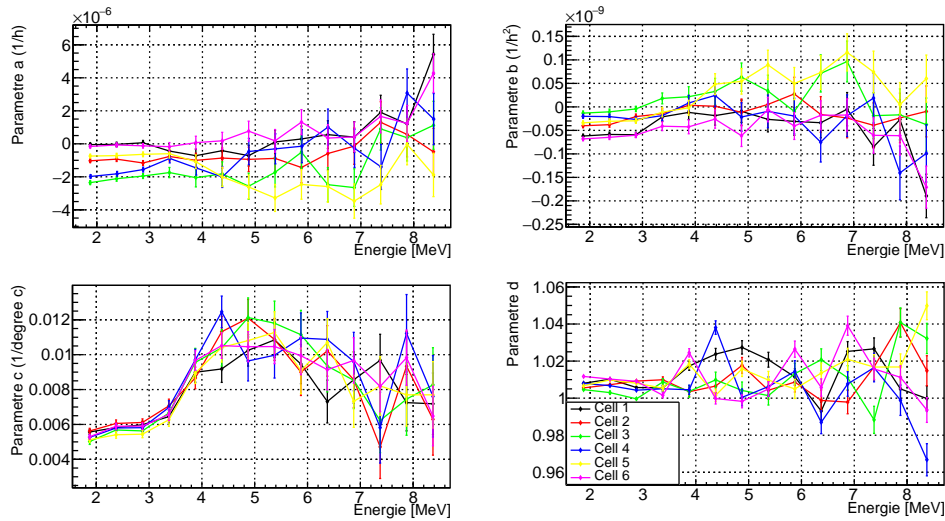 ×10⁻⁶
Parametre a (1/h)
6
4
2
0
−2
−4
2 3 4 5 6 7 8
Energie [MeV]
×10⁻⁹
Parametre b (1/h²)
0.15
0.1
0.05
0
−0.05
−0.1
−0.15
−0.2
−0.25
2 3 4 5 6 7 8
Energie [MeV]
Parametre c (1/degree c)
0.012
0.01
0.008
0.006
0.004
2 3 4 5 6 7 8
Energie [MeV]
Parametre d
1.06
1.04
1.02
1
0.98
0.96
Cell 1
Cell 2
Cell 3
Cell 4
Cell 5
Cell 6
2 3 4 5 6 7 8
Energie [MeV]